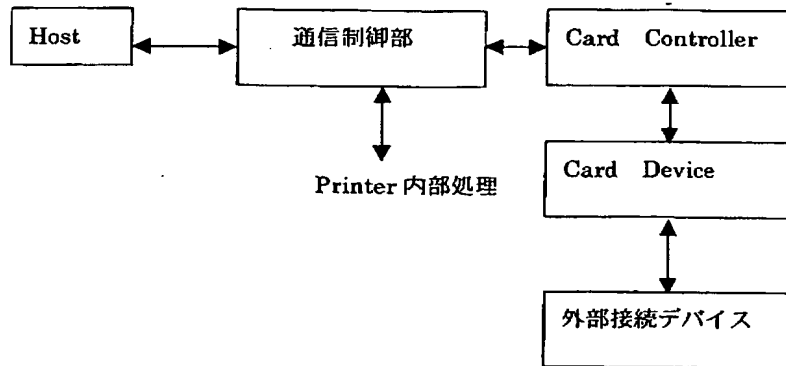 Host
通信制御部
Card Controller
Printer 内部処理
Card Device
外部接続デバイス